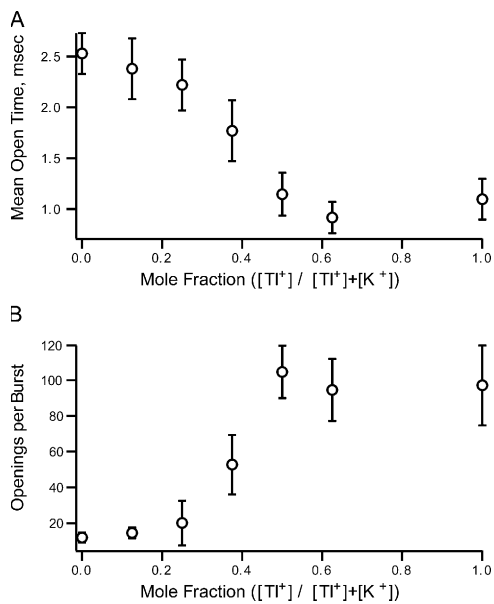 A
Mean Open Time, msec
2.5
2.0
1.5
1.0
0.0 0.2 0.4 0.6 0.8 1.0
Mole Fraction ([Tl⁺] / [Tl⁺]+[K⁺])
B
Openings per Burst
120
100
80
60
40
20
0.0 0.2 0.4 0.6 0.8 1.0
Mole Fraction ([Tl⁺] / [Tl⁺]+[K⁺])